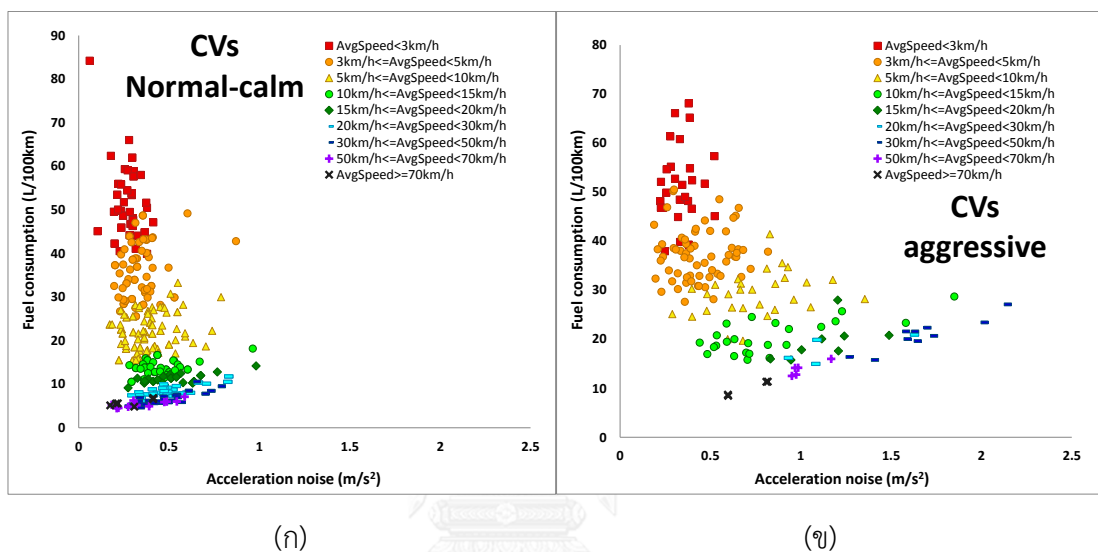 CVs
Normal-calm
AvgSpeed<3km/h
3km/h<=AvgSpeed<5km/h
5km/h<=AvgSpeed<10km/h
10km/h<=AvgSpeed<15km/h
15km/h<=AvgSpeed<20km/h
20km/h<=AvgSpeed<30km/h
30km/h<=AvgSpeed<50km/h
50km/h<=AvgSpeed<70km/h
AvgSpeed>=70km/h
Fuel consumption (L/100km)
90
80
70
60
50
40
30
20
10
0
0 0.5 1 1.5 2 2.5
Acceleration noise (m/s²)
(ก)
CVs
aggressive
AvgSpeed<3km/h
3km/h<=AvgSpeed<5km/h
5km/h<=AvgSpeed<10km/h
10km/h<=AvgSpeed<15km/h
15km/h<=AvgSpeed<20km/h
20km/h<=AvgSpeed<30km/h
30km/h<=AvgSpeed<50km/h
50km/h<=AvgSpeed<70km/h
AvgSpeed>=70km/h
Fuel consumption (L/100km)
80
70
60
50
40
30
20
10
0
0 0.5 1 1.5 2 2.5
Acceleration noise (m/s²)
(ข)